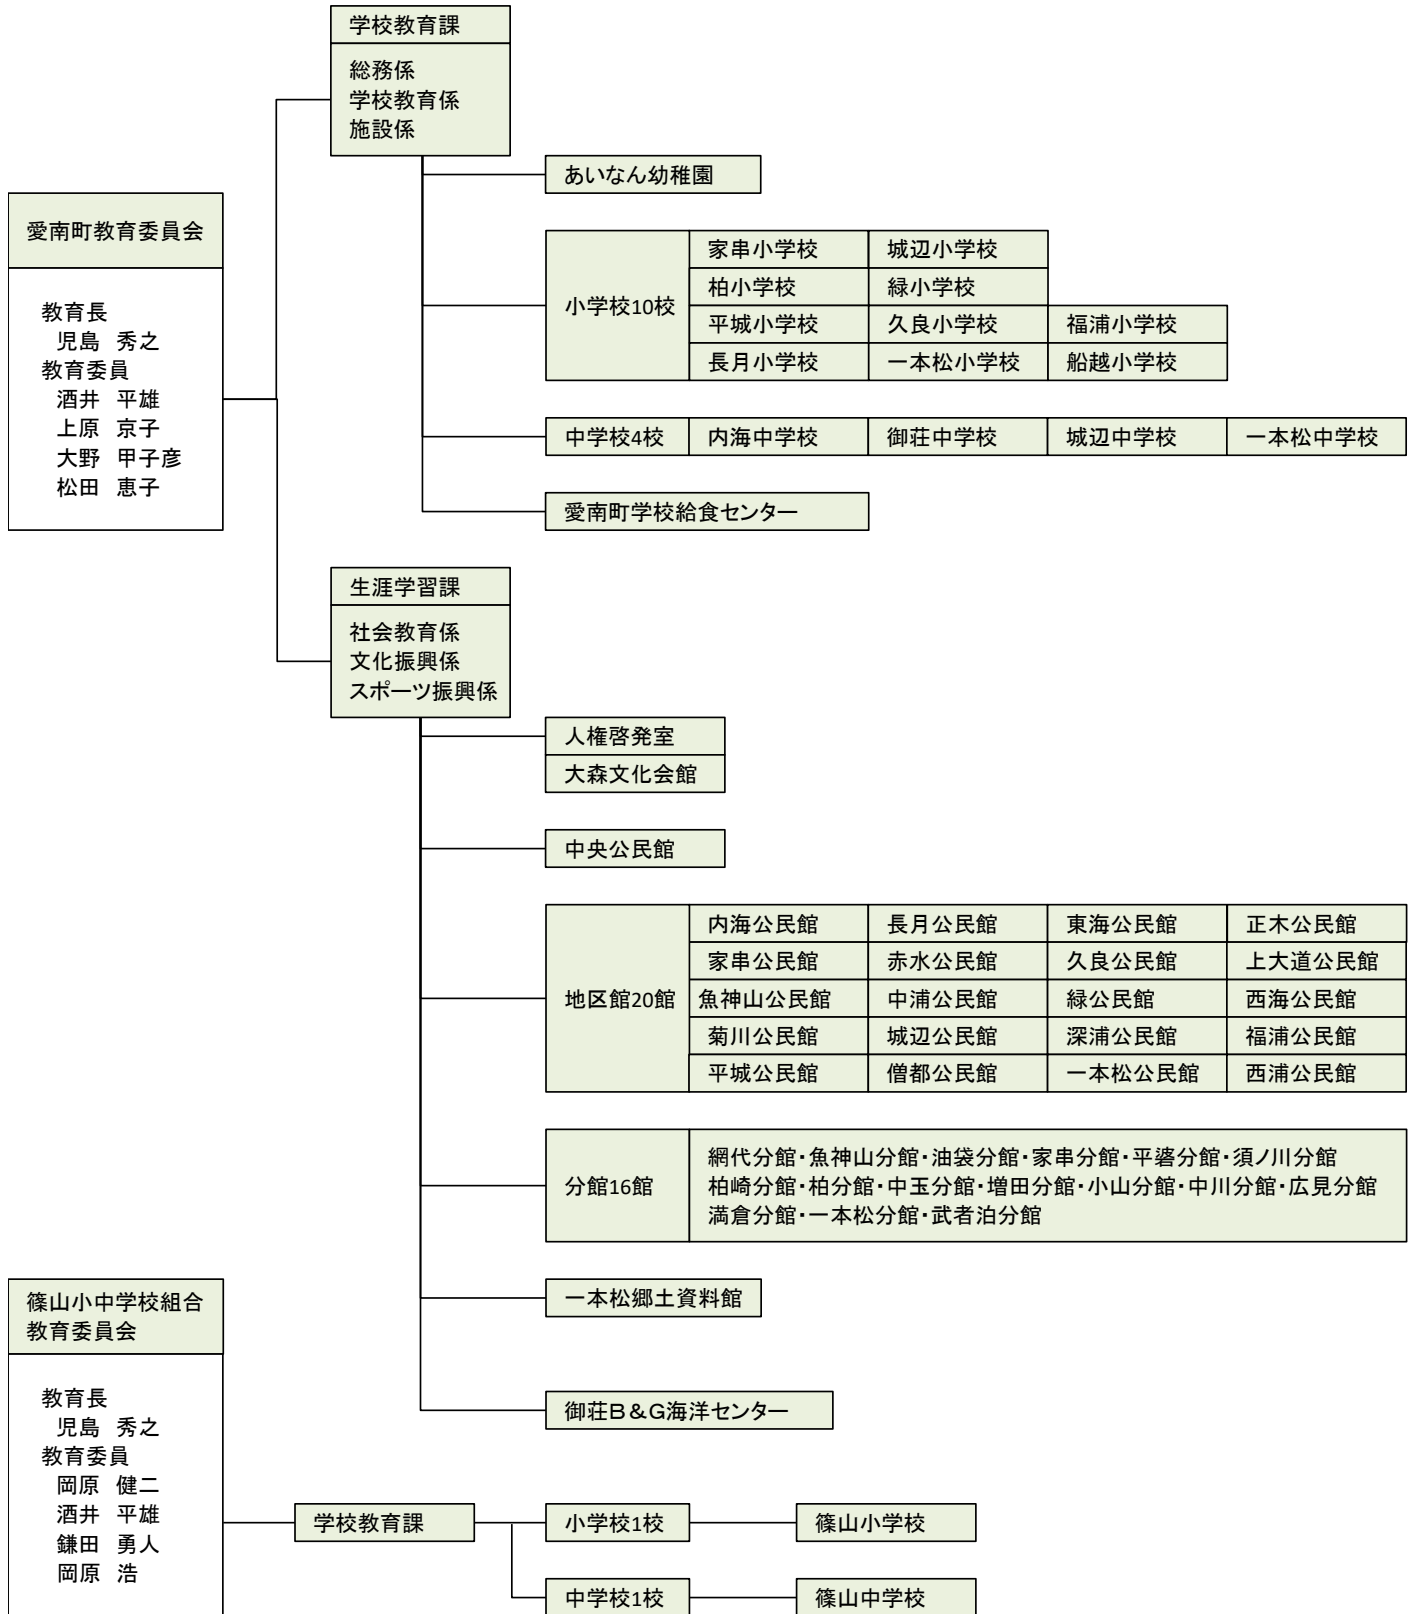 学校教育課
総務係
学校教育係
施設係
あいなん幼稚園
愛南町教育委員会
教育長
児島 秀之
教育委員
酒井 平雄
上原 京子
大野 甲子彦
松田 恵子
小学校10校
家串小学校 城辺小学校
柏小学校 緑小学校
平城小学校 久良小学校 福浦小学校
長月小学校 一本松小学校 船越小学校
中学校4校 内海中学校 御荘中学校 城辺中学校 一本松中学校
愛南町学校給食センター
生涯学習課
社会教育係
文化振興係
スポーツ振興係
人権啓発室
大森文化会館
中央公民館
地区館20館
内海公民館 長月公民館 東海公民館 正木公民館
家串公民館 赤水公民館 久良公民館 上大道公民館
魚神山公民館 中浦公民館 緑公民館 西海公民館
菊川公民館 城辺公民館 深浦公民館 福浦公民館
平城公民館 僧都公民館 一本松公民館 西浦公民館
分館16館
網代分館・魚神山分館・油袋分館・家串分館・平碆分館・須ノ川分館
柏崎分館・柏分館・中玉分館・増田分館・小山分館・中川分館・広見分館
満倉分館・一本松分館・武者泊分館
一本松郷土資料館
御荘B&G海洋センター
篠山小中学校組合
教育委員会
教育長
児島 秀之
教育委員
岡原 健二
酒井 平雄
鎌田 勇人
岡原 浩
学校教育課
小学校1校 篠山小学校
中学校1校 篠山中学校